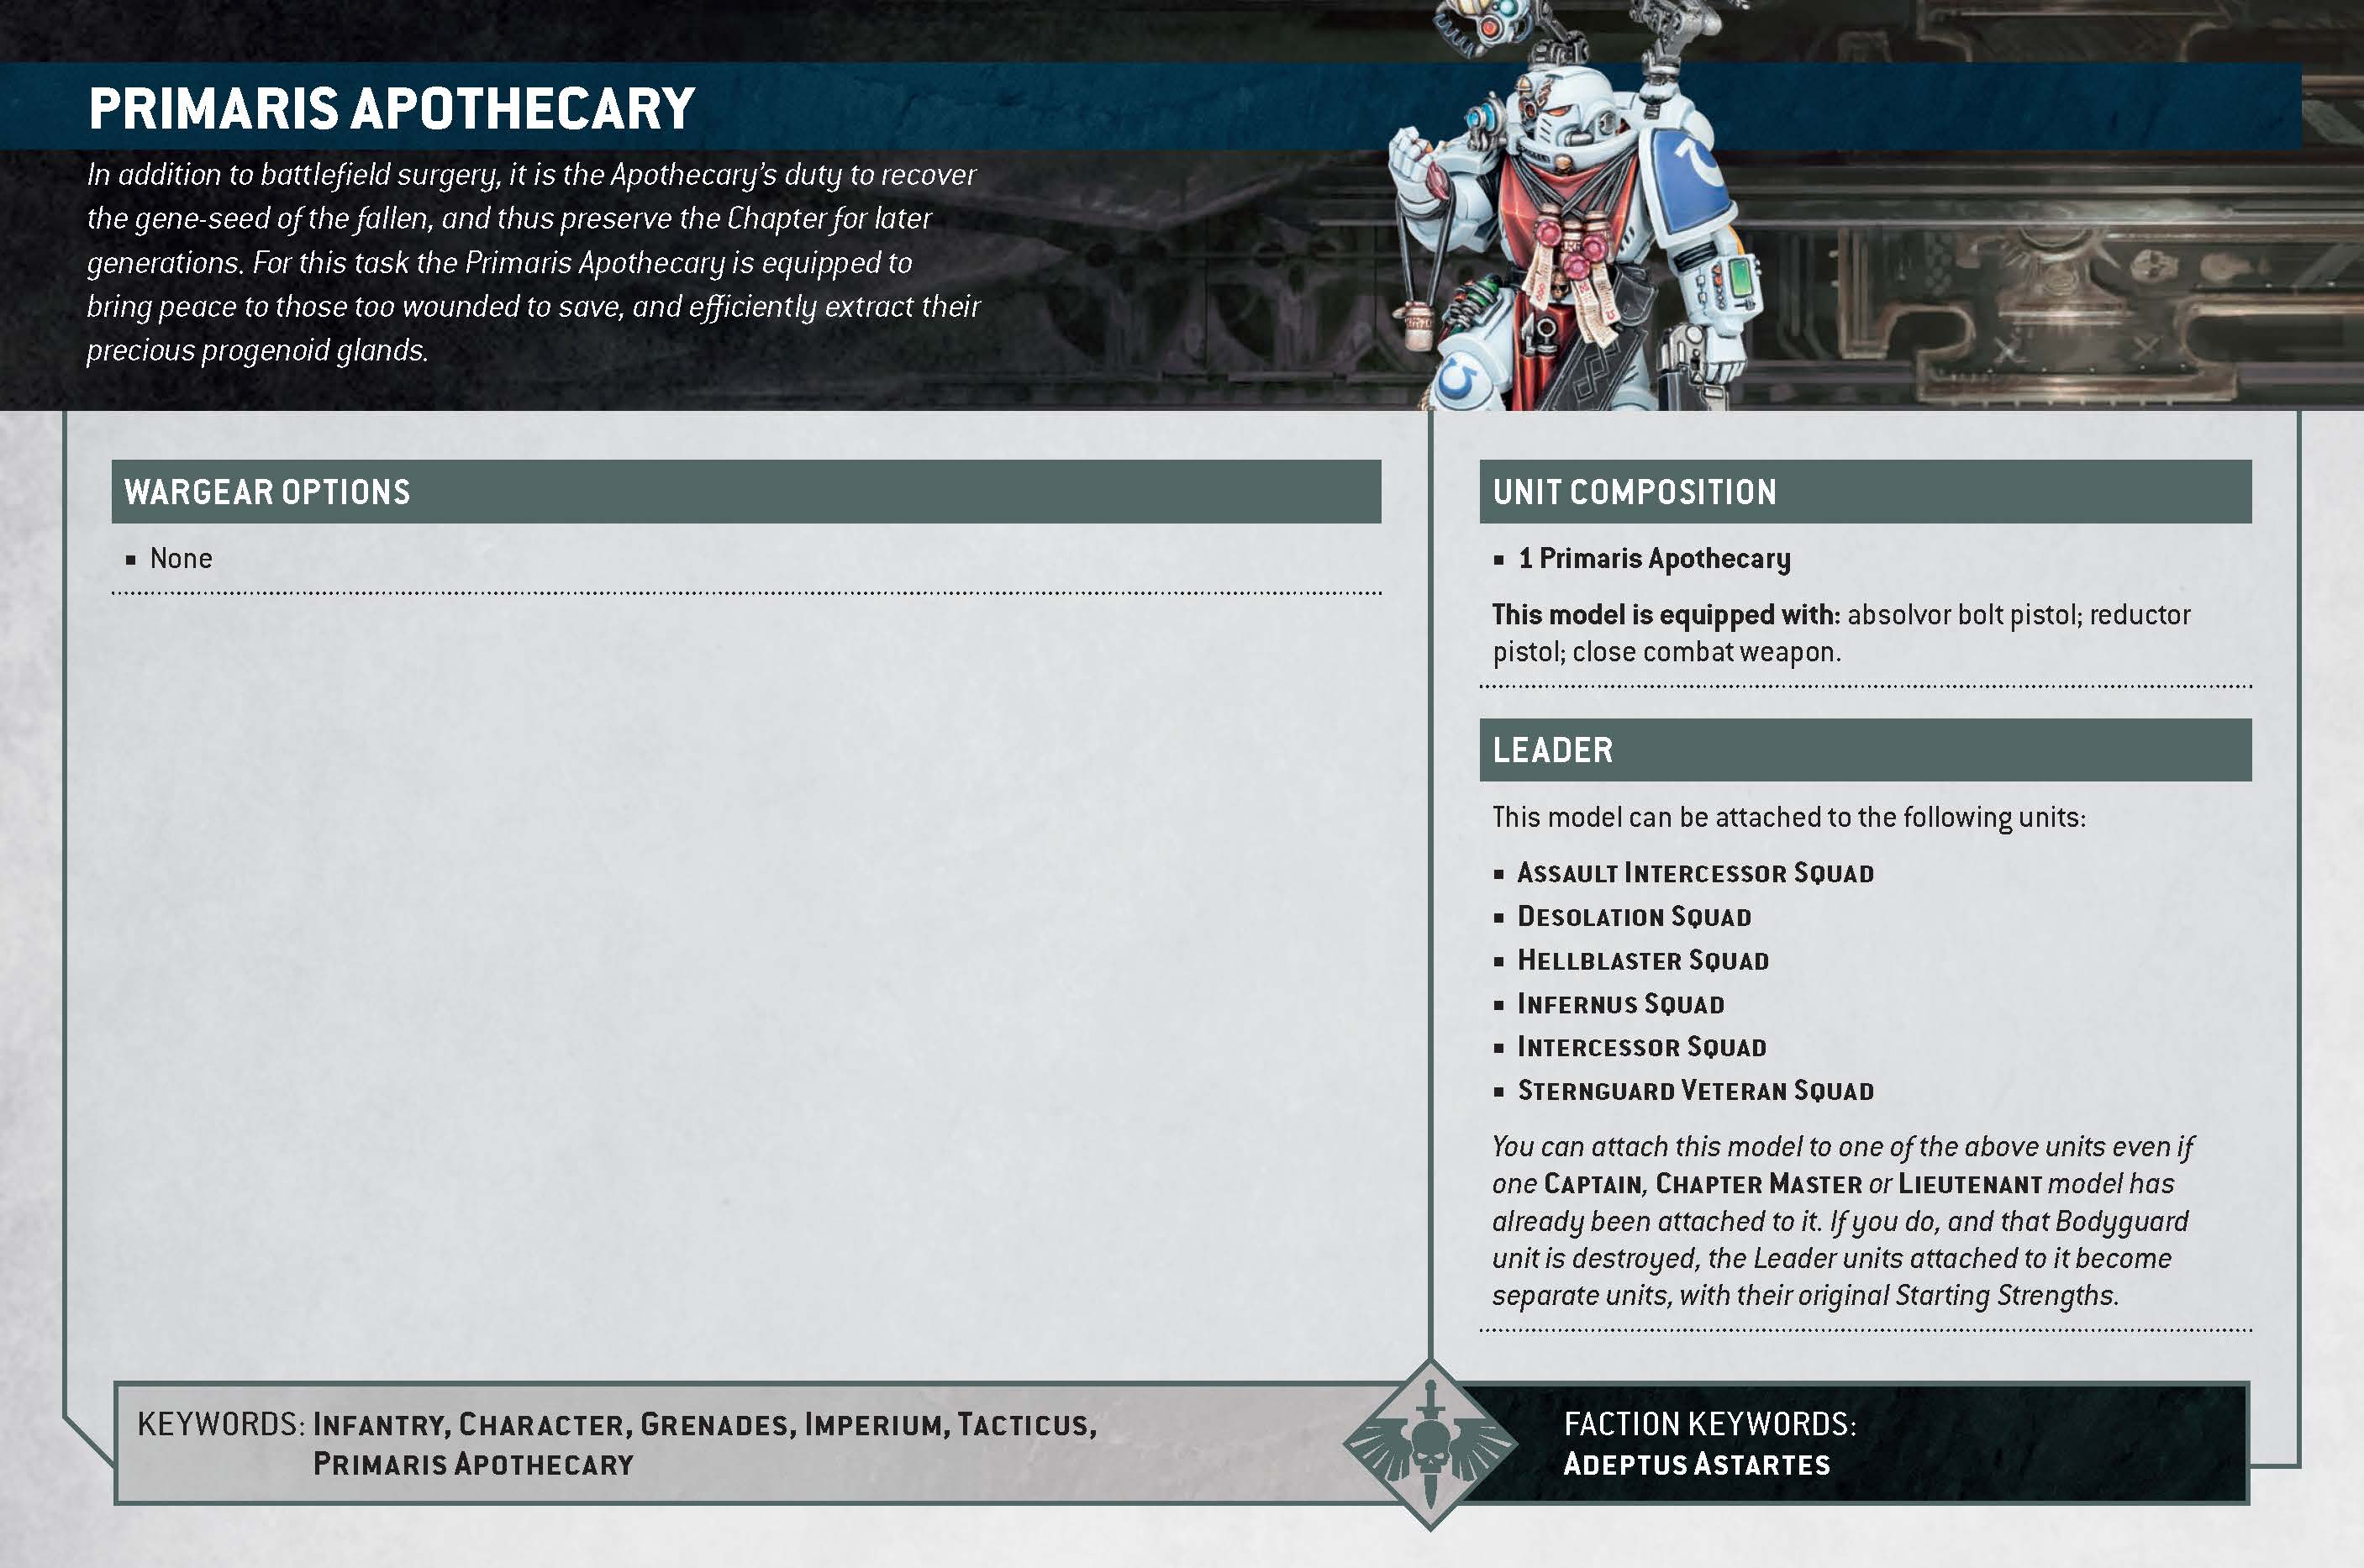 PRIMARIS APOTHECARY
In addition to battlefield surgery, it is the Apothecary's duty to recover
the gene-seed of the fallen, and thus preserve the Chapter for later
generations. For this task the Primaris Apothecary is equipped to
bring peace to those too wounded to save, and efficiently extract their
precious progenoid glands.
WARGEAR OPTIONS
▪ None
UNIT COMPOSITION
▪ 1 Primaris Apothecary
This model is equipped with: absolvor bolt pistol; reductor
pistol; close combat weapon.
LEADER
This model can be attached to the following units:
▪ ASSAULT INTERCESSOR SQUAD
▪ DESOLATION SQUAD
▪ HELLBLASTER SQUAD
▪ INFERNUS SQUAD
▪ INTERCESSOR SQUAD
▪ STERNGUARD VETERAN SQUAD
You can attach this model to one of the above units even if
one CAPTAIN, CHAPTER MASTER or LIEUTENANT model has
already been attached to it. If you do, and that Bodyguard
unit is destroyed, the Leader units attached to it become
separate units, with their original Starting Strengths.
KEYWORDS: INFANTRY, CHARACTER, GRENADES, IMPERIUM, TACTICUS,
PRIMARIS APOTHECARY
FACTION KEYWORDS:
ADEPTUS ASTARTES